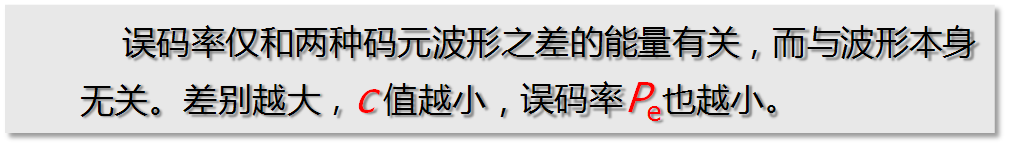 误码率仅和两种码元波形之差的能量有关，而与波形本身
无关。差别越大，c值越小，误码率Pe也越小。